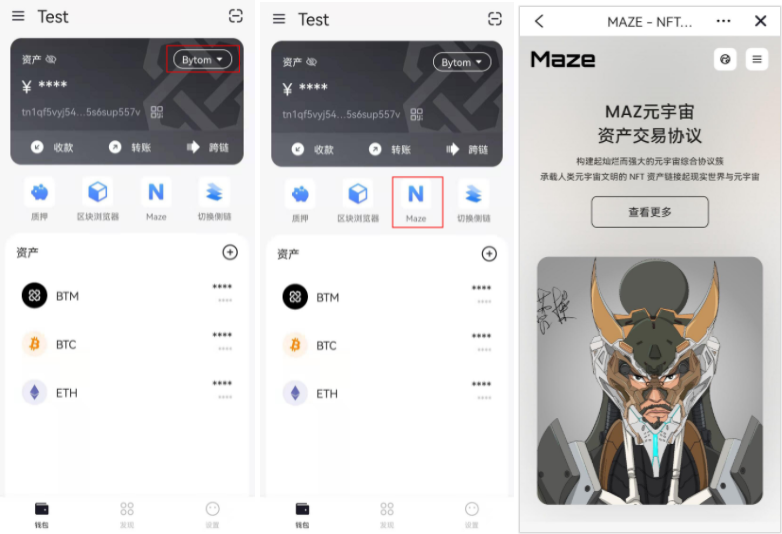 Test
资产
Bytom
¥ ****
tn1qf5vyj54...5s6sup557v
收款
转账
跨链
质押
区块浏览器
Maze
切换侧链
资产
BTM
****
****
BTC
****
****
ETH
****
****
钱包
发现
设置
Test
资产
Bytom
¥ ****
tn1qf5vyj54...5s6sup557v
收款
转账
跨链
质押
区块浏览器
Maze
切换侧链
资产
BTM
****
****
BTC
****
****
ETH
****
****
钱包
发现
设置
MAZE - NFT...
Maze
MAZ元宇宙
资产交易协议
构建起灿烂而强大的元宇宙综合协议簇
承载人类元宇宙文明的 NFT 资产链接起现实世界与元宇宙
查看更多